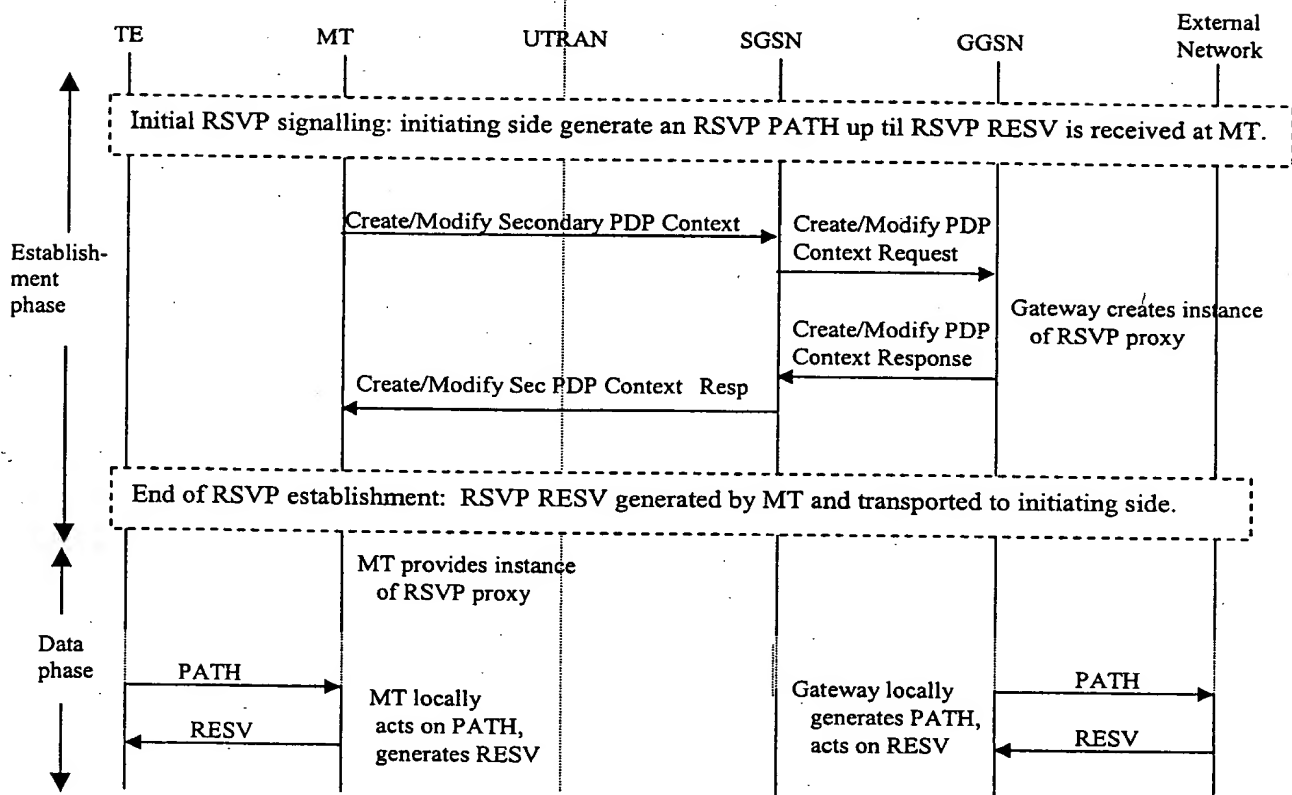 TE
MT
UTRAN
SGSN
GGSN
External
Network
Initial RSVP signalling: initiating side generate an RSVP PATH up til RSVP RESV is received at MT.
Create/Modify Secondary PDP Context
Create/Modify PDP
Context Request
Establish-
ment
phase
Gateway creates instance
of RSVP proxy
Create/Modify PDP
Context Response
Create/Modify Sec PDP Context Resp
End of RSVP establishment: RSVP RESV generated by MT and transported to initiating side.
MT provides instance
of RSVP proxy
Data
phase
PATH
RESV
MT locally
acts on PATH,
generates RESV
Gateway locally
generates PATH,
acts on RESV
PATH
RESV